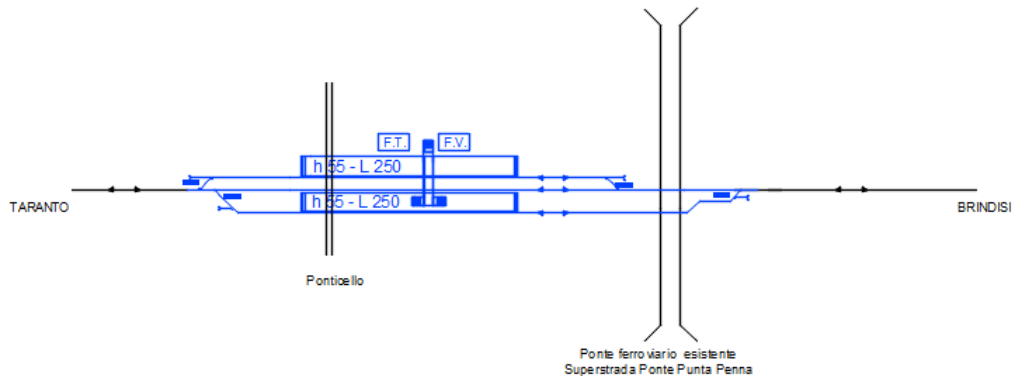 F.T. F.V.
h 55 - L 250
TARANTO
h 55 - L 250
BRINDISI
Ponticello
Ponte ferroviario esistente
Superstrada Ponte Punta Penna